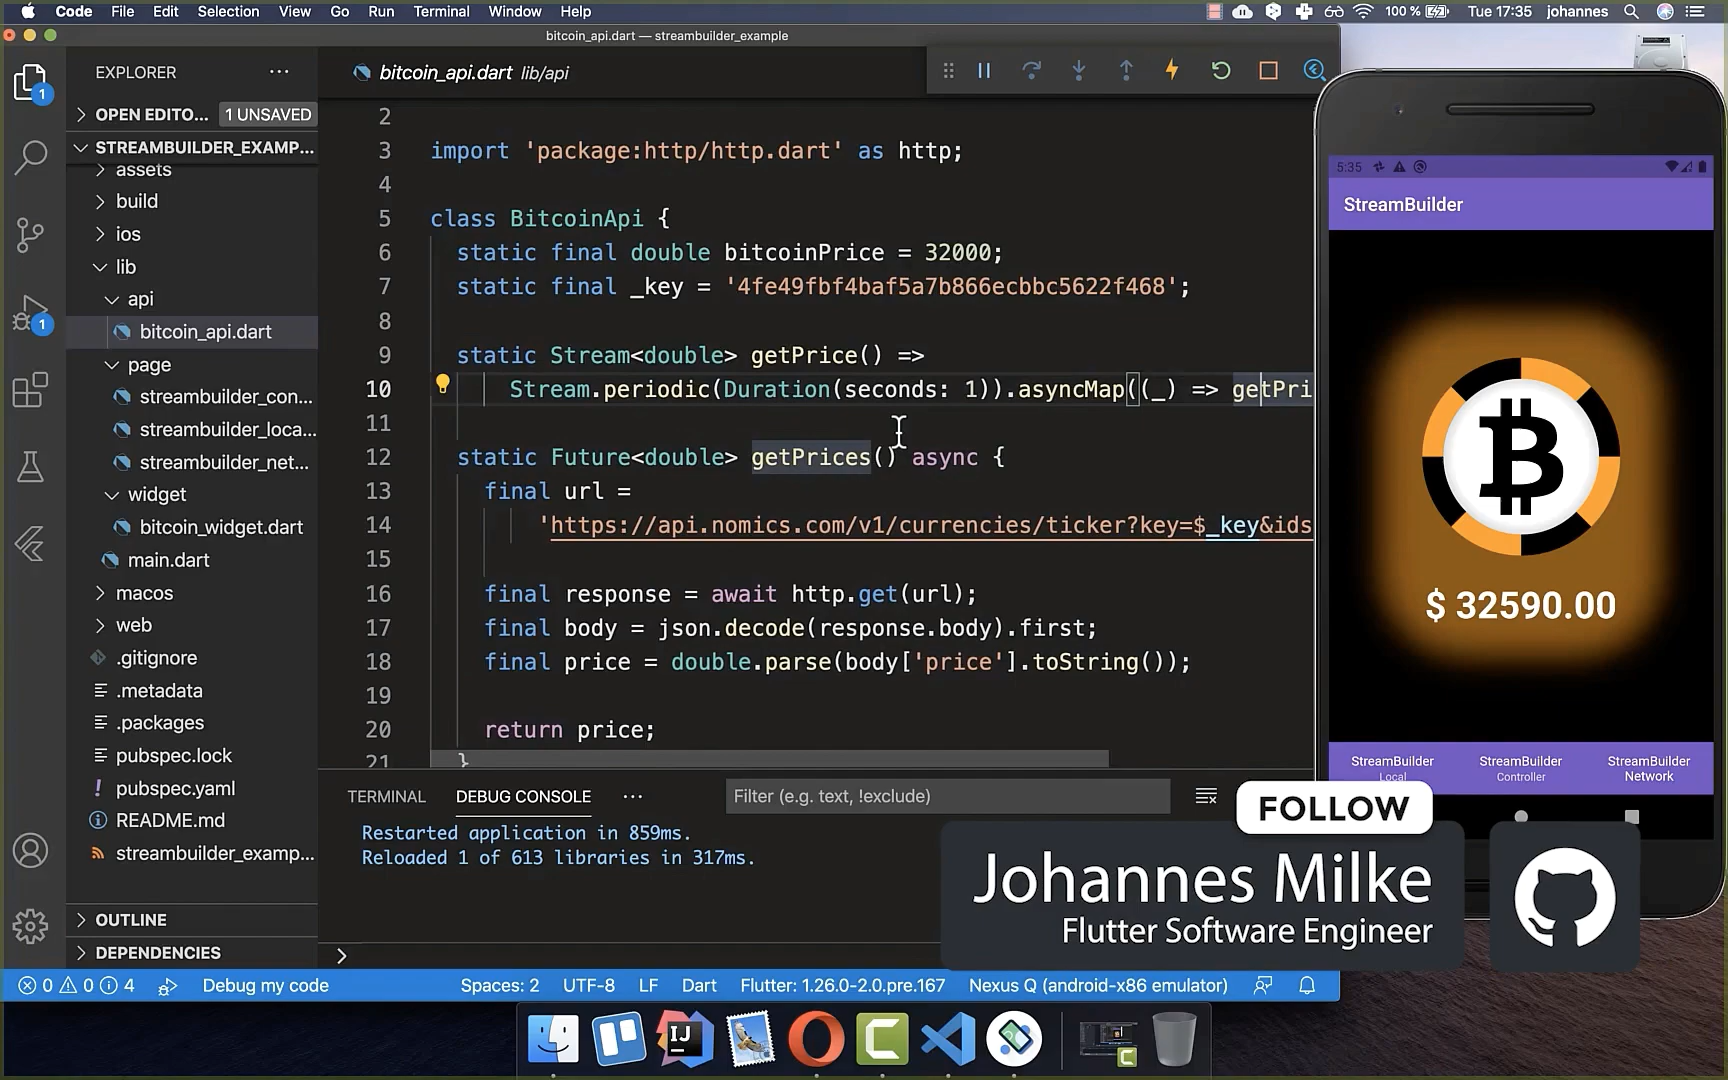 Code File Edit Selection View Go Run Terminal Window Help 100 % Tue 17:35 johannes
bitcoin_api.dart — streambuilder_example
EXPLORER
OPEN EDITO... 1 UNSAVED
STREAMBUILDER_EXAMP...
assets
build
ios
lib
api
bitcoin_api.dart
page
streambuilder_con...
streambuilder_loca...
streambuilder_net...
widget
bitcoin_widget.dart
main.dart
macos
web
.gitignore
.metadata
.packages
pubspec.lock
pubspec.yaml
README.md
streambuilder_examp...
OUTLINE
DEPENDENCIES
1
1
bitcoin_api.dart lib/api
2
3 import 'package:http/http.dart' as http;
4
5 class BitcoinApi {
6 static final double bitcoinPrice = 32000;
7 static final _key = '4fe49fbf4baf5a7b866ecbbc5622f468';
8
9 static Stream<double> getPrice() =>
10 Stream.periodic(Duration(seconds: 1)).asyncMap((_) => getPri
11
12 static Future<double> getPrices() async {
13 final url =
14 'https://api.nomics.com/v1/currencies/ticker?key=$_key&ids
15
16 final response = await http.get(url);
17 final body = json.decode(response.body).first;
18 final price = double.parse(body['price'].toString());
19
20 return price;
21 }
TERMINAL DEBUG CONSOLE ... Filter (e.g. text, !exclude)
Restarted application in 859ms.
Reloaded 1 of 613 libraries in 317ms.
5:35
StreamBuilder
$ 32590.00
StreamBuilder
Local
StreamBuilder
Controller
StreamBuilder
Network
FOLLOW
Johannes Milke
Flutter Software Engineer
0 0 4 Debug my code Spaces: 2 UTF-8 LF Dart Flutter: 1.26.0-2.0.pre.167 Nexus Q (android-x86 emulator)
IJ